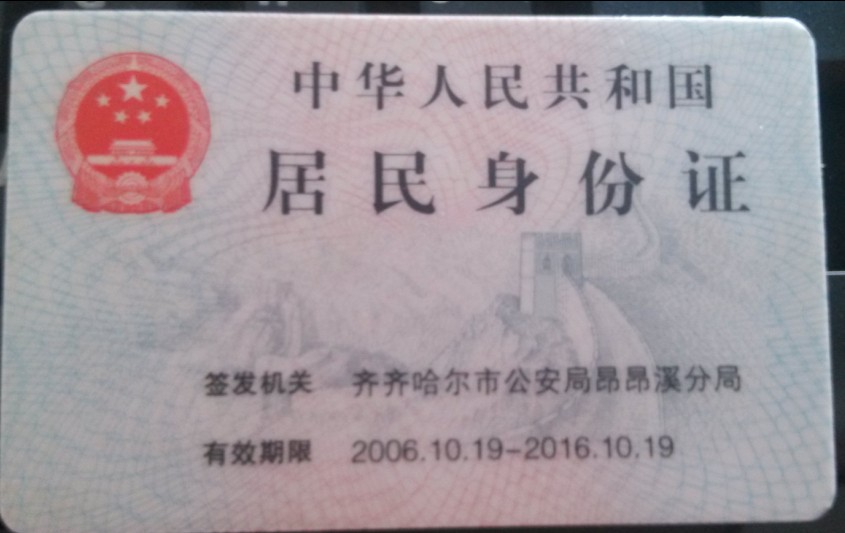 中华人民共和国
居民身份证
签发机关 齐齐哈尔市公安局昂昂溪分局
有效期限 2006.10.19-2016.10.19